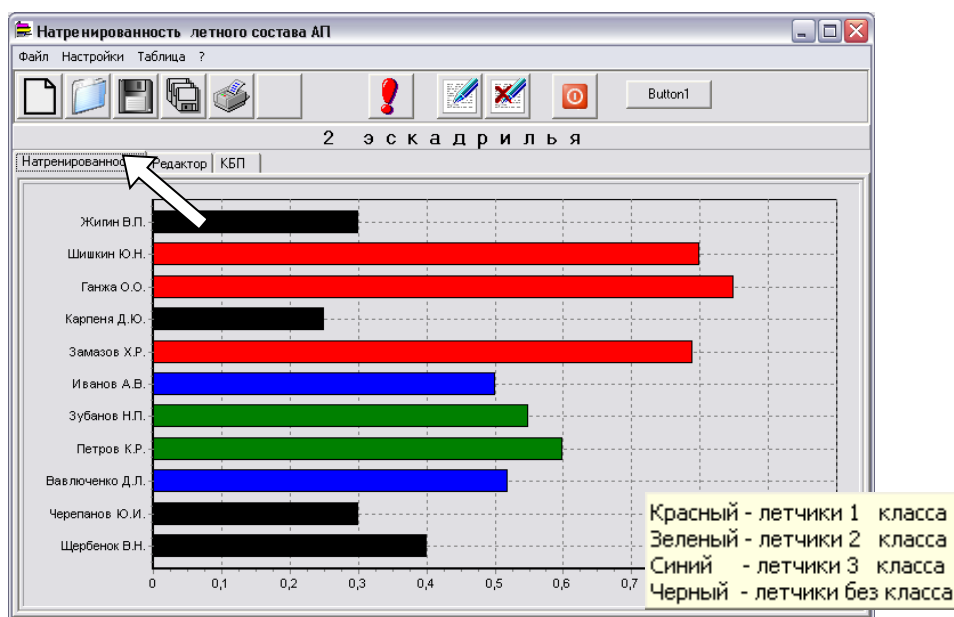 Натренированность летного состава АП
Файл Настройки Таблица ?
Button1
2 эскадрилья
Редактор КБП
Жигин В.П.
Шишкин Ю.Н.
Ганжа О.О.
Карпеня Д.Ю.
Замазов Х.Р.
Иванов А.В.
Зубанов Н.П.
Петров К.Р.
Вавлюченко Д.Л.
Черепанов Ю.И.
Щербенок В.Н.
0 0,1 0,2 0,3 0,4 0,5 0,6 0,7
Красный - летчики 1 класса
Зеленый - летчики 2 класса
Синий - летчики 3 класса
Черный - летчики без класса